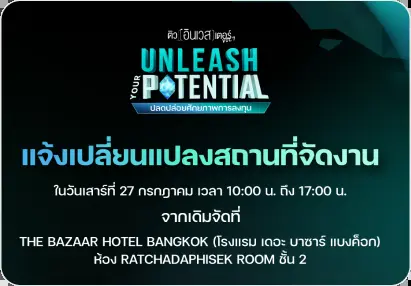 ติว [อินเวส] เตอร์
UNLEASH
YOUR POTENTIAL
ปลดปล่อยศักยภาพการลงทุน
แจ้งเปลี่ยนแปลงสถานที่จัดงาน
ในวันเสาร์ที่ 27 กรกฎาคม เวลา 10:00 น. ถึง 17:00 น.
จากเดิมจัดที่
THE BAZAAR HOTEL BANGKOK (โรงแรม เดอะ บาซาร์ แบงค็อก)
ห้อง RATCHADAPHISEK ROOM ชั้น 2